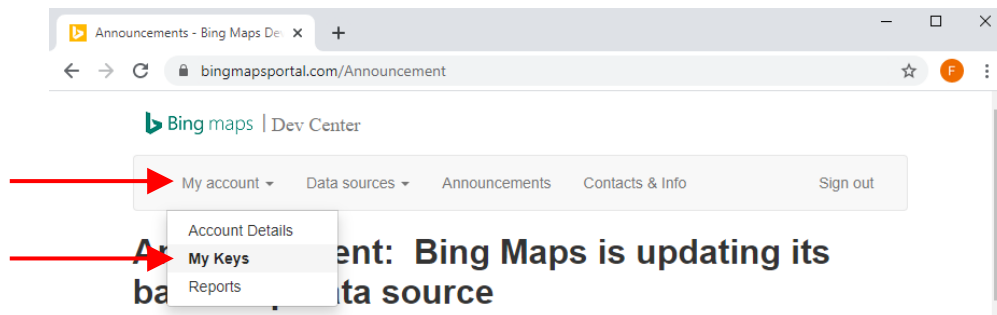 Announcements - Bing Maps De
bingmapsportal.com/Announcement
F
Bing maps | Dev Center
My account Data sources Announcements Contacts & Info Sign out
Account Details
My Keys
Reports
ent: Bing Maps is updating its
ba ta source